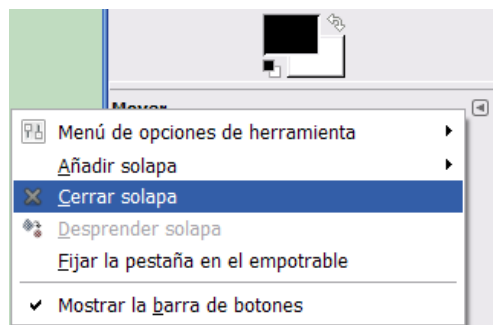 Mover
Menú de opciones de herramienta
Añadir solapa
Cerrar solapa
Desprender solapa
Fijar la pestaña en el empotrable
Mostrar la barra de botones